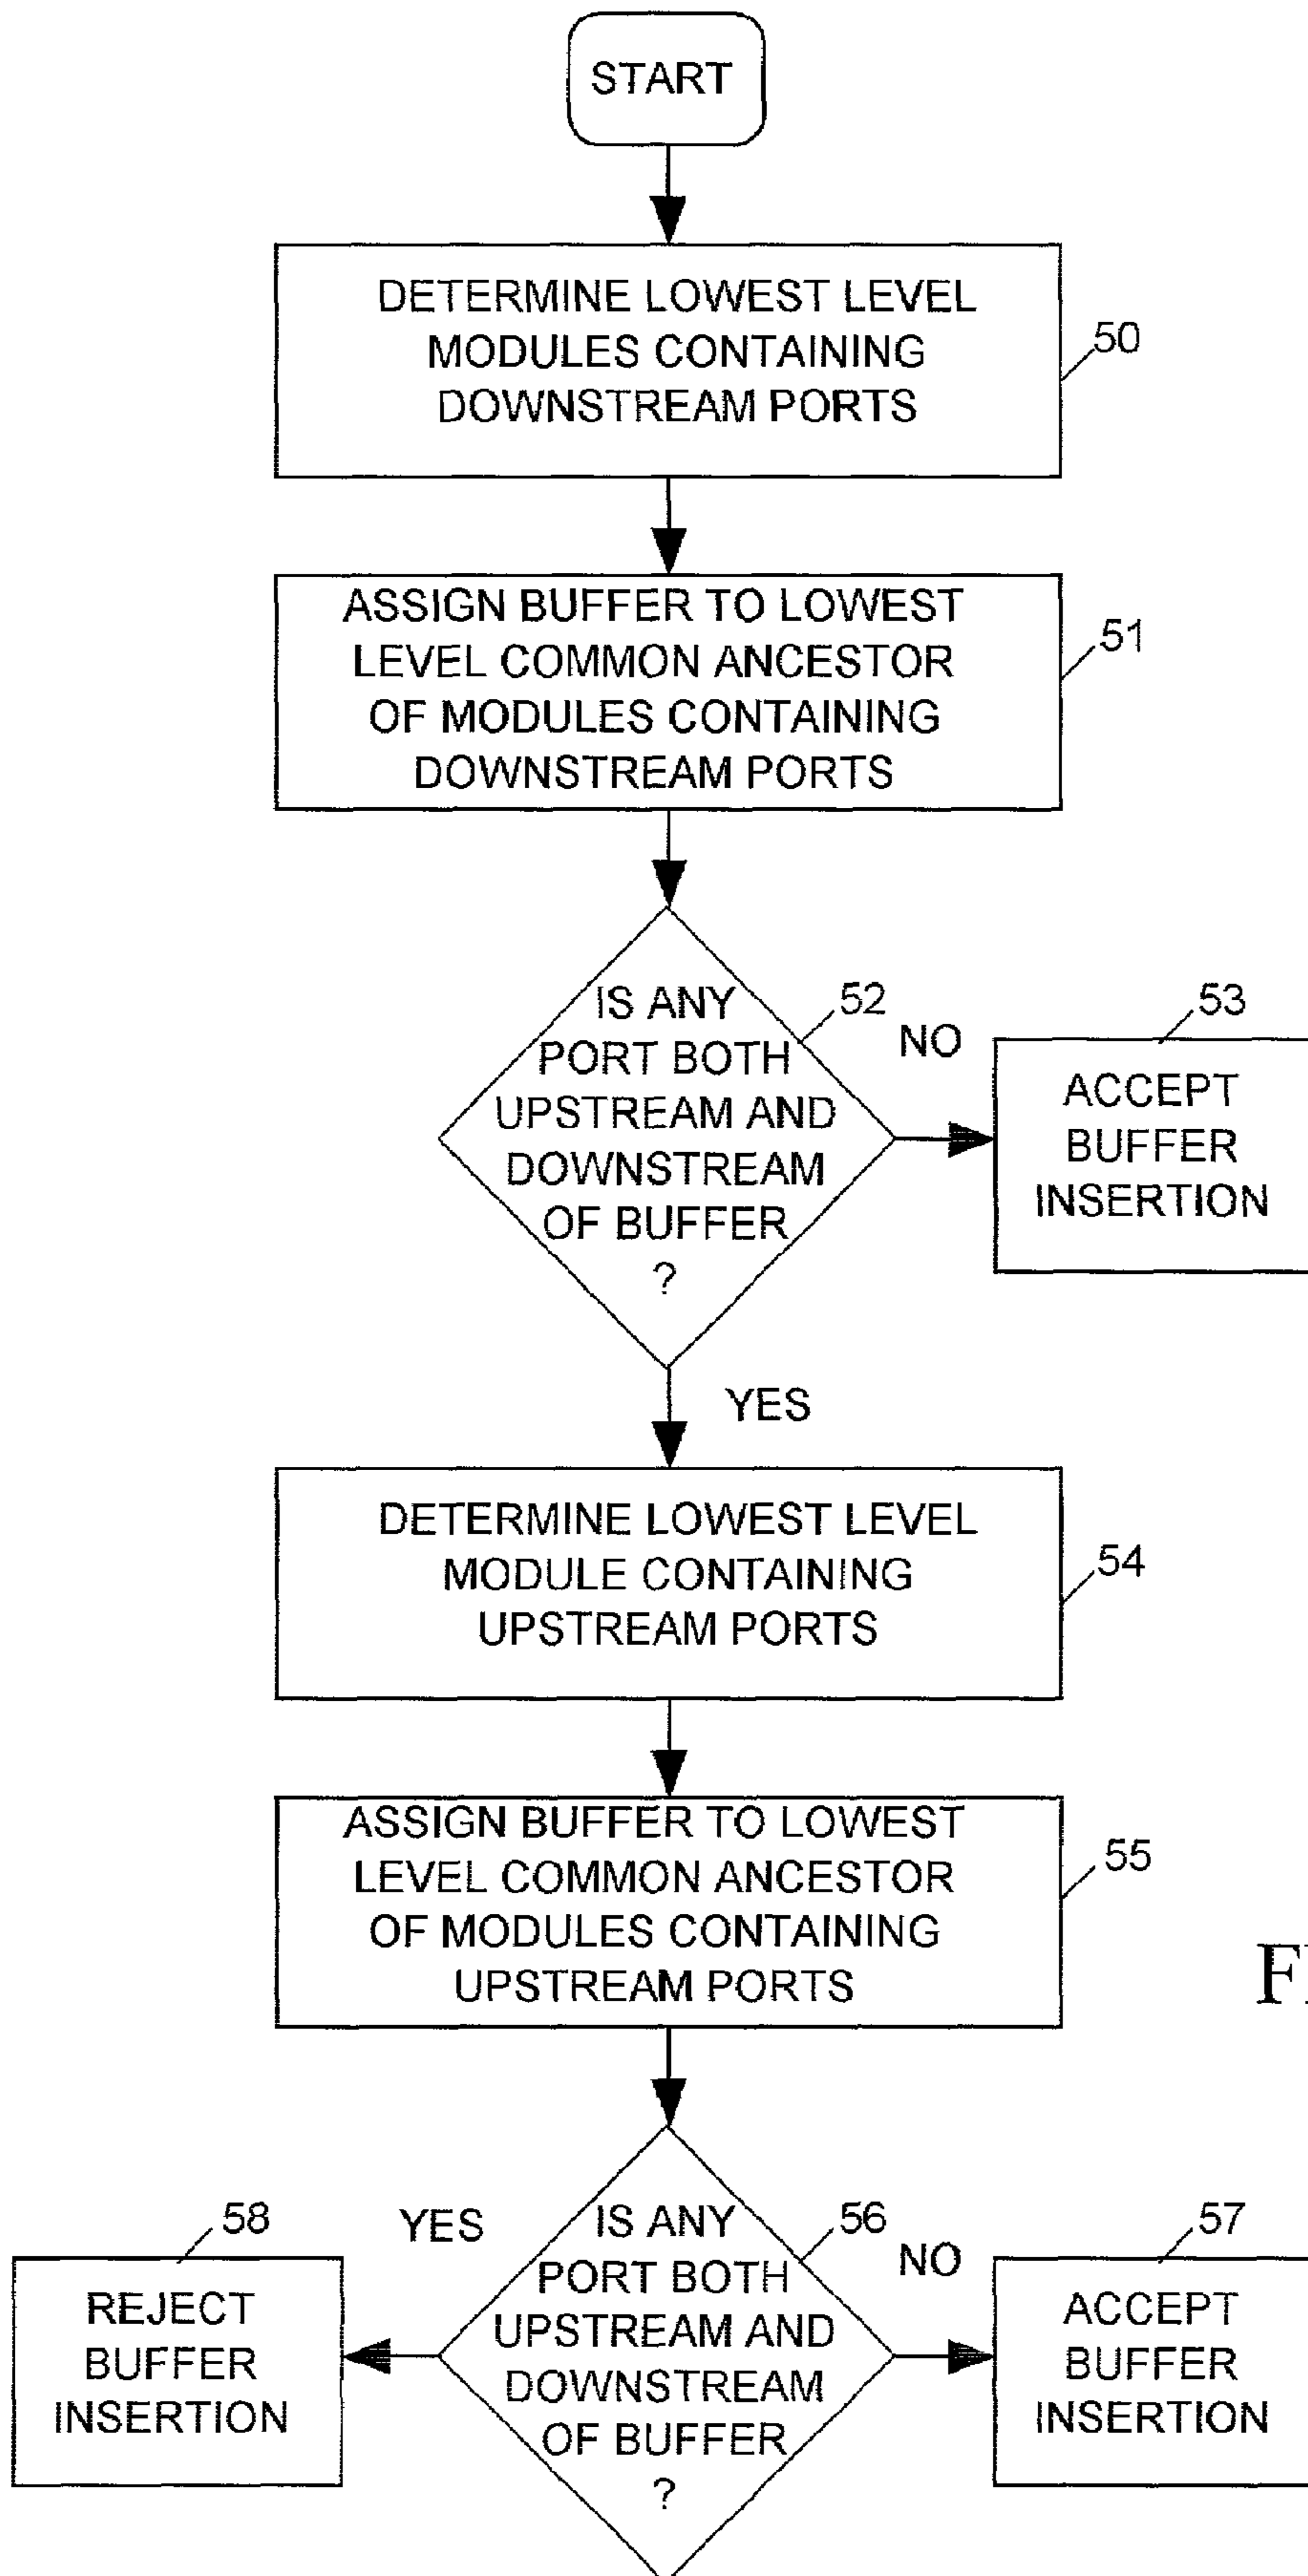 START
DETERMINE LOWEST LEVEL
MODULES CONTAINING
DOWNSTREAM PORTS
50
ASSIGN BUFFER TO LOWEST
LEVEL COMMON ANCESTOR
OF MODULES CONTAINING
DOWNSTREAM PORTS
51
IS ANY
PORT BOTH
UPSTREAM AND
DOWNSTREAM
OF BUFFER
?
52
NO
53
ACCEPT
BUFFER
INSERTION
YES
DETERMINE LOWEST LEVEL
MODULE CONTAINING
UPSTREAM PORTS
54
ASSIGN BUFFER TO LOWEST
LEVEL COMMON ANCESTOR
OF MODULES CONTAINING
UPSTREAM PORTS
55
58
REJECT
BUFFER
INSERTION
YES
IS ANY
PORT BOTH
UPSTREAM AND
DOWNSTREAM
OF BUFFER
?
56
NO
57
ACCEPT
BUFFER
INSERTION